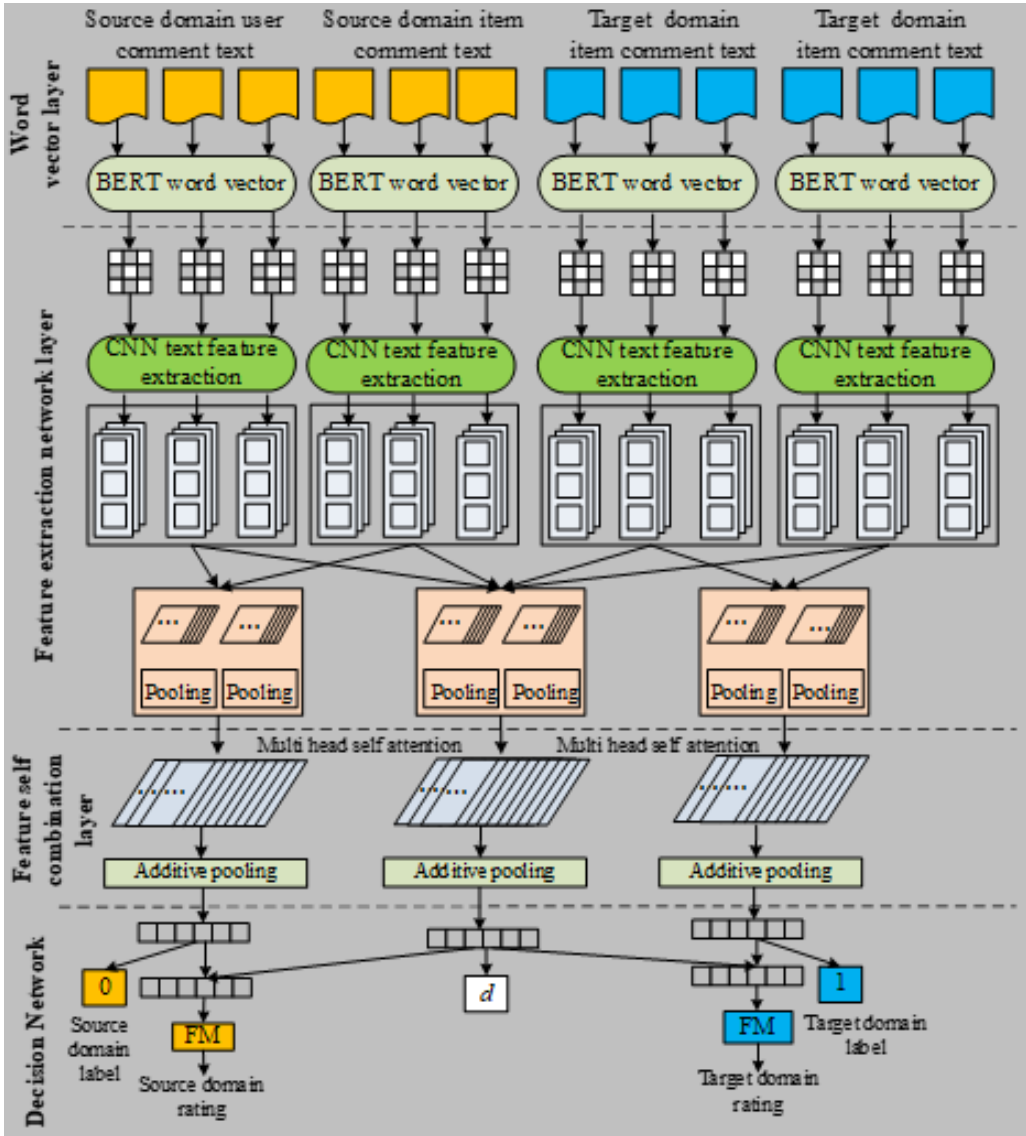 Source domain user
comment text
Source domain item
comment text
Target domain
item comment text
Target domain
item comment text
Word
vector layer
BERT word vector
BERT word vector
BERT word vector
BERT word vector
Feature extraction network layer
CNN text feature
extraction
CNN text feature
extraction
CNN text feature
extraction
CNN text feature
extraction
...
...
...
...
...
...
Pooling
Pooling
Pooling
Pooling
Pooling
Pooling
Multi head self attention
Multi head self attention
Feature self
combination
layer
......
......
......
Additive pooling
Additive pooling
Additive pooling
Decision Network
0
d
1
Source
domain
label
FM
FM
Target domain
label
Source domain
rating
Target domain
rating